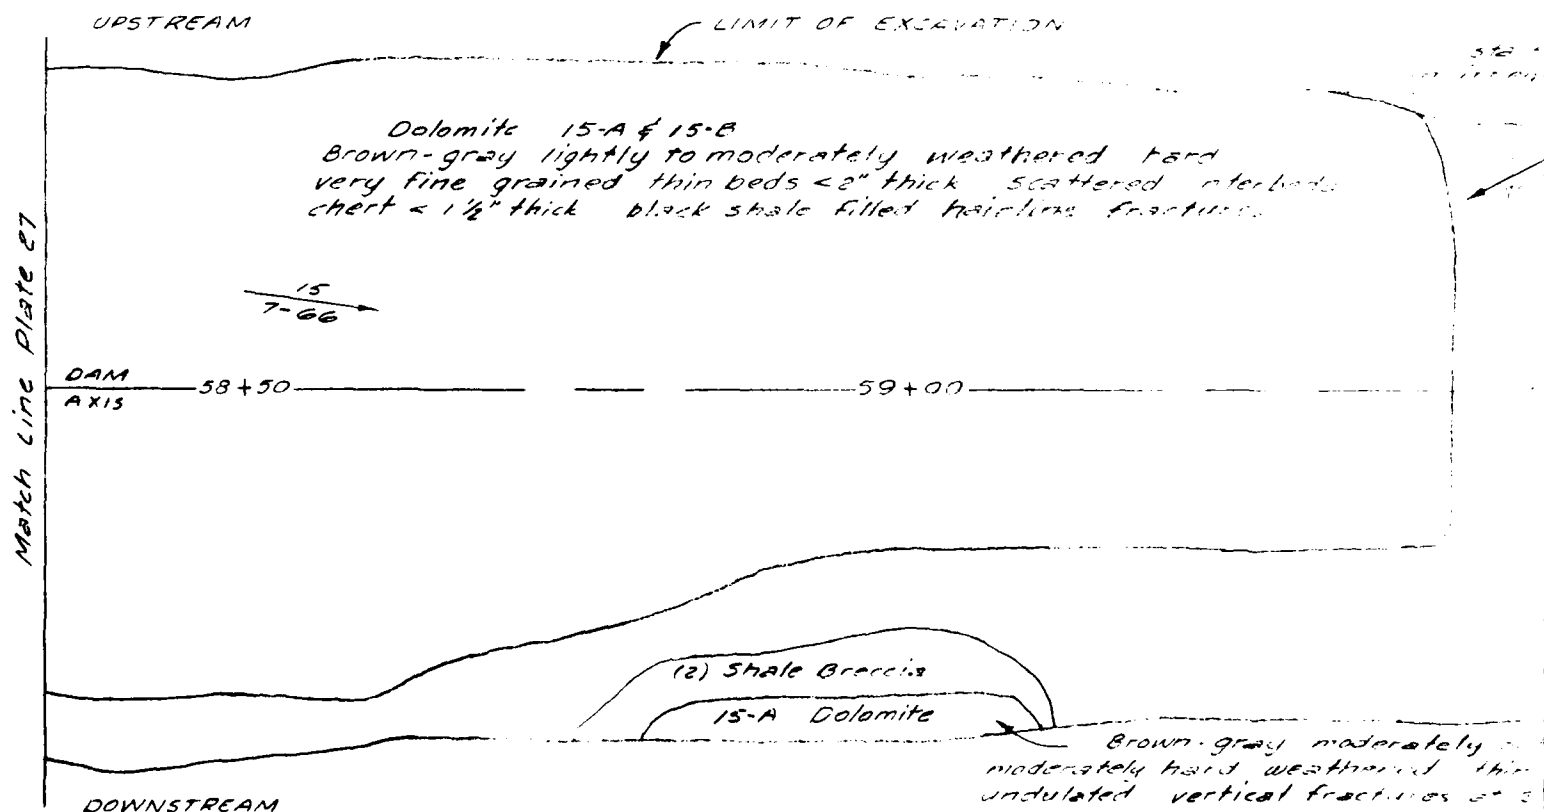 UPSTREAM
LIMIT OF EXCAVATION
sta
Dolomite 15-A & 15-B
Brown-gray lightly to moderately weathered hard
very fine grained thin beds <2" thick scattered
chert < 1½" thick black shale filled hairline fractures
15
7-66
Match Line Plate 27
DAM
AXIS
58+50
59+00
(2) Shale Breccia
15-A Dolomite
Brown-gray moderately
moderately hard weathered thin
undulated vertical fractures at
DOWNSTREAM